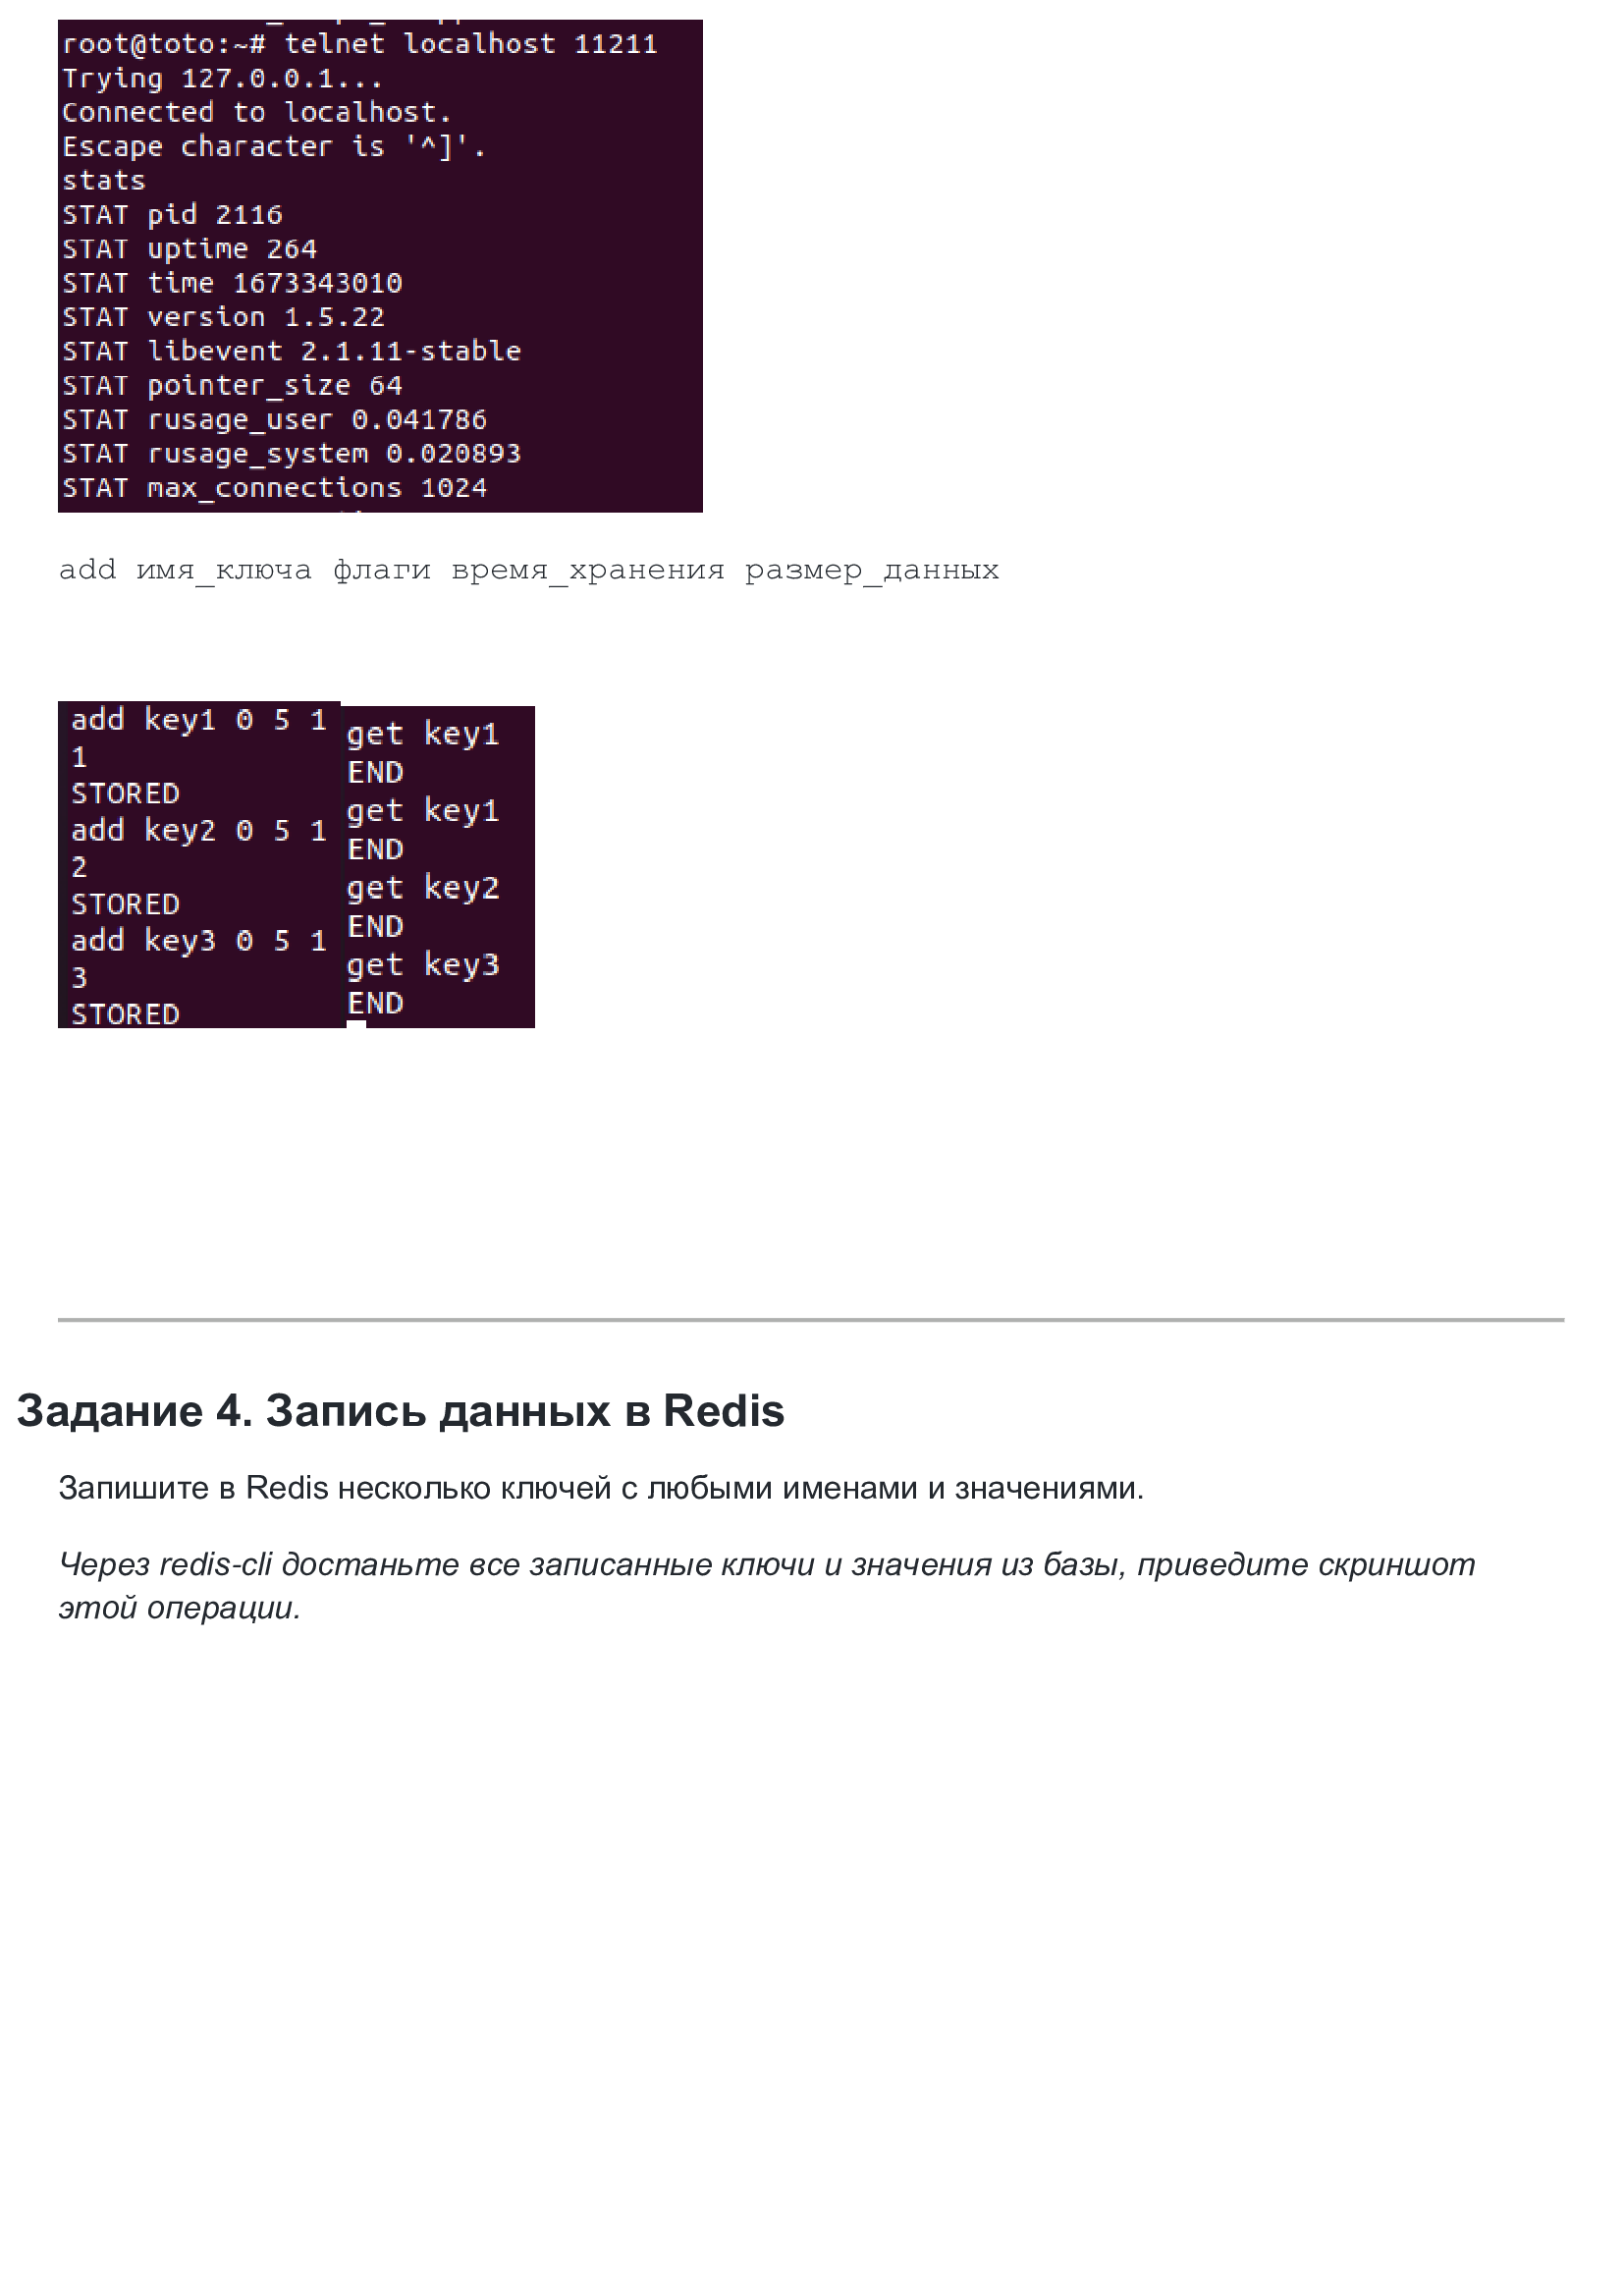 root@toto:~# telnet localhost 11211
Trying 127.0.0.1...
Connected to localhost.
Escape character is '^]'.
stats
STAT pid 2116
STAT uptime 264
STAT time 1673343010
STAT version 1.5.22
STAT libevent 2.1.11-stable
STAT pointer_size 64
STAT rusage_user 0.041786
STAT rusage_system 0.020893
STAT max_connections 1024
add имя_ключа флаги время_хранения размер_данных
add key1 0 5 1
1
STORED
add key2 0 5 1
2
STORED
add key3 0 5 1
3
STORED
get key1
END
get key1
END
get key2
END
get key3
END
Задание 4. Запись данных в Redis
Запишите в Redis несколько ключей с любыми именами и значениями.
Через redis-cli достаньте все записанные ключи и значения из базы, приведите скриншот
этой операции.